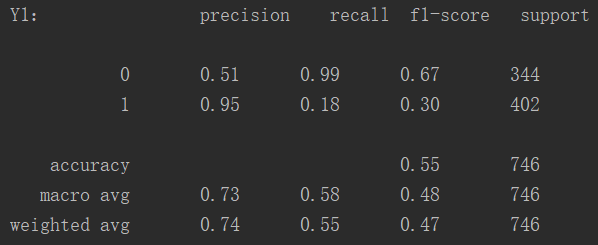 Y1: precision recall f1-score support
0 0.51 0.99 0.67 344
1 0.95 0.18 0.30 402
accuracy 0.55 746
macro avg 0.73 0.58 0.48 746
weighted avg 0.74 0.55 0.47 746